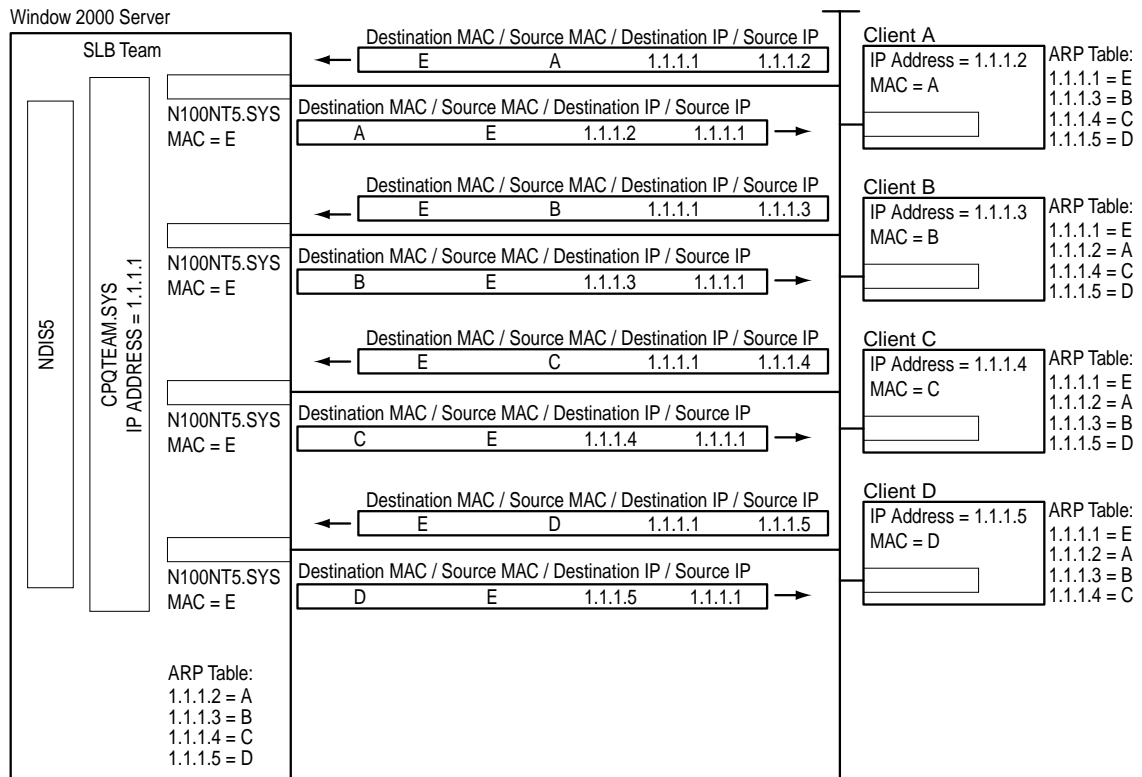 Window 2000 Server
SLB Team
NDIS5
CPQTEAM.SYS
IP ADDRESS = 1.1.1.1
Destination MAC / Source MAC / Destination IP / Source IP
E A 1.1.1.1 1.1.1.2
N100NT5.SYS
MAC = E
Destination MAC / Source MAC / Destination IP / Source IP
A E 1.1.1.2 1.1.1.1
Client A
IP Address = 1.1.1.2
MAC = A
ARP Table:
1.1.1.1 = E
1.1.1.3 = B
1.1.1.4 = C
1.1.1.5 = D
Destination MAC / Source MAC / Destination IP / Source IP
E B 1.1.1.1 1.1.1.3
N100NT5.SYS
MAC = E
Destination MAC / Source MAC / Destination IP / Source IP
B E 1.1.1.3 1.1.1.1
Client B
IP Address = 1.1.1.3
MAC = B
ARP Table:
1.1.1.1 = E
1.1.1.2 = A
1.1.1.4 = C
1.1.1.5 = D
Destination MAC / Source MAC / Destination IP / Source IP
E C 1.1.1.1 1.1.1.4
N100NT5.SYS
MAC = E
Destination MAC / Source MAC / Destination IP / Source IP
C E 1.1.1.4 1.1.1.1
Client C
IP Address = 1.1.1.4
MAC = C
ARP Table:
1.1.1.1 = E
1.1.1.2 = A
1.1.1.3 = B
1.1.1.5 = D
Destination MAC / Source MAC / Destination IP / Source IP
E D 1.1.1.1 1.1.1.5
N100NT5.SYS
MAC = E
Destination MAC / Source MAC / Destination IP / Source IP
D E 1.1.1.5 1.1.1.1
Client D
IP Address = 1.1.1.5
MAC = D
ARP Table:
1.1.1.1 = E
1.1.1.2 = A
1.1.1.3 = B
1.1.1.4 = C
ARP Table:
1.1.1.2 = A
1.1.1.3 = B
1.1.1.4 = C
1.1.1.5 = D